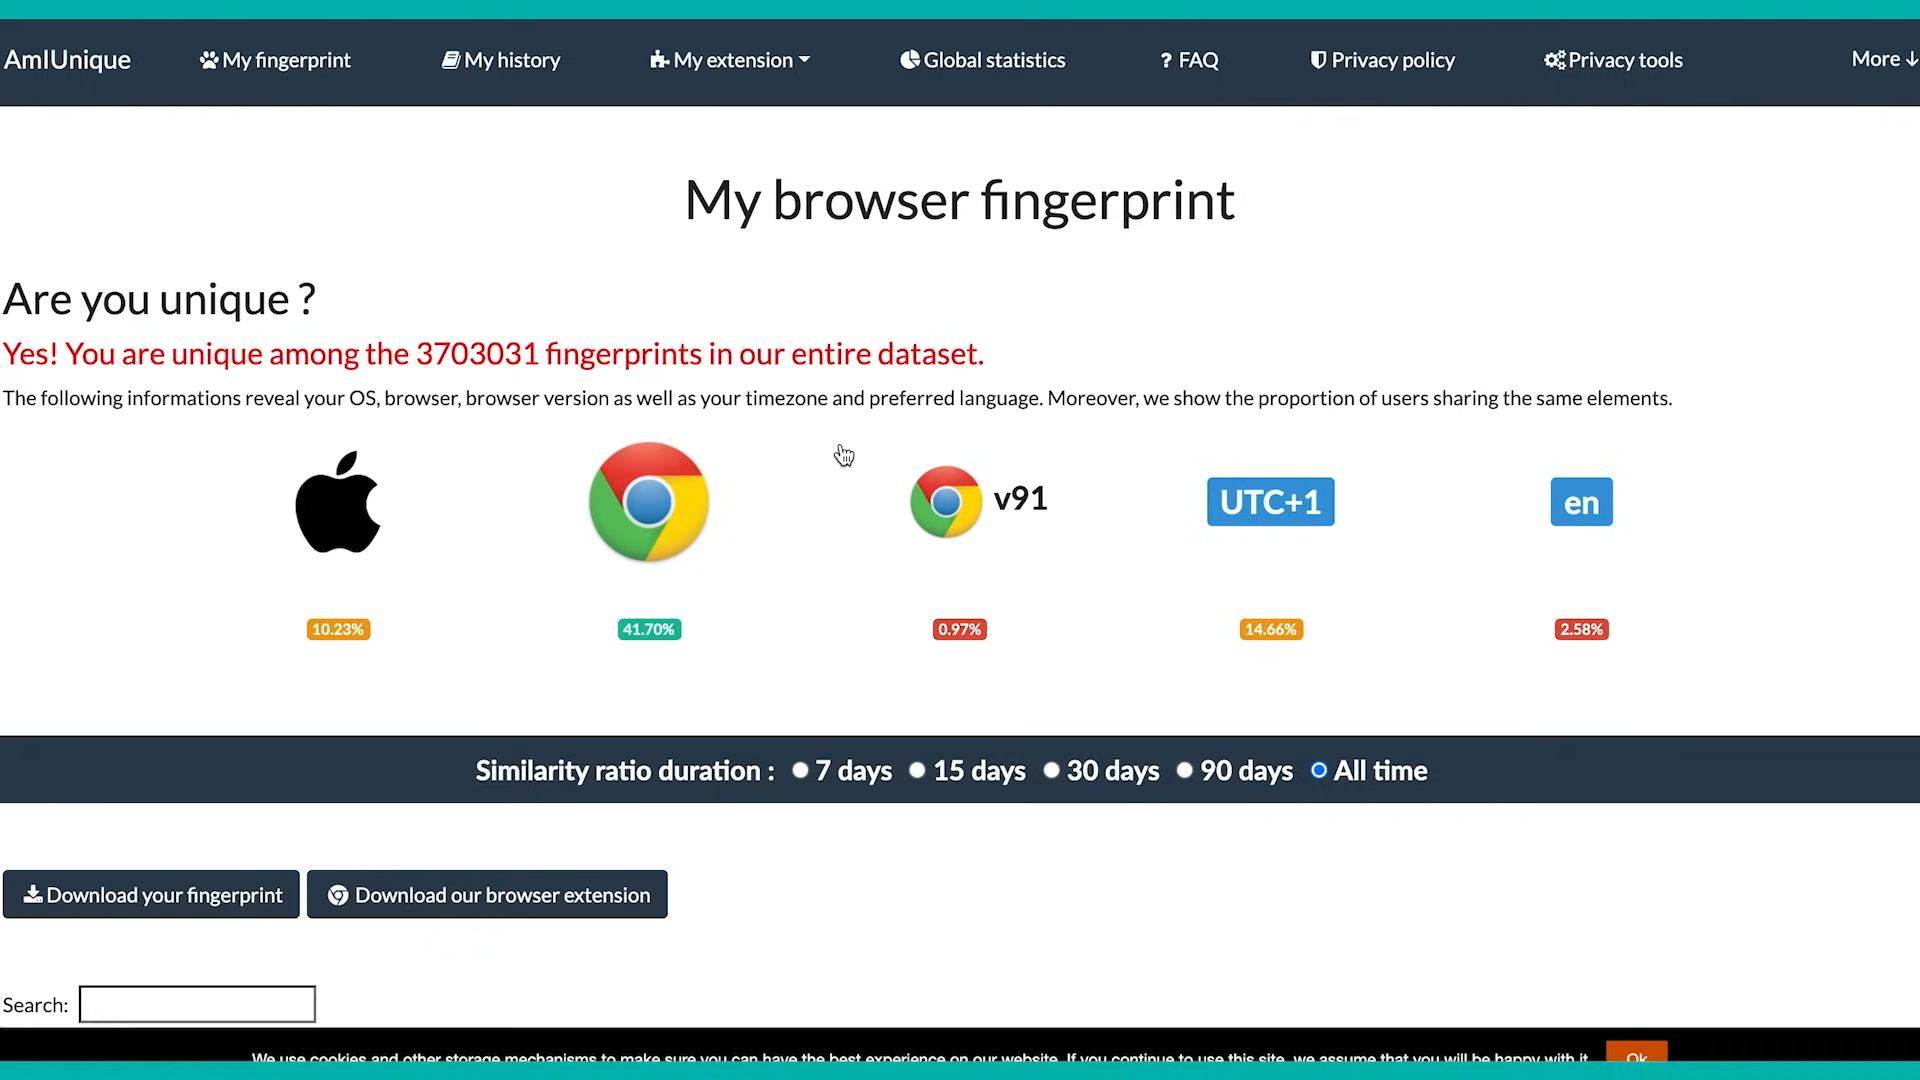 AmIUnique My fingerprint My history My extension Global statistics ? FAQ Privacy policy Privacy tools More ↓
My browser fingerprint
Are you unique ?
Yes! You are unique among the 3703031 fingerprints in our entire dataset.
The following informations reveal your OS, browser, browser version as well as your timezone and preferred language. Moreover, we show the proportion of users sharing the same elements.
v91 UTC+1 en
10.23% 41.70% 0.97% 14.66% 2.58%
Similarity ratio duration : 7 days 15 days 30 days 90 days All time
Download your fingerprint Download our browser extension
Search:
We use cookies and other storage mechanisms to make sure you can have the best experience on our website. If you continue to use this site, we assume that you will be happy with it. Ok